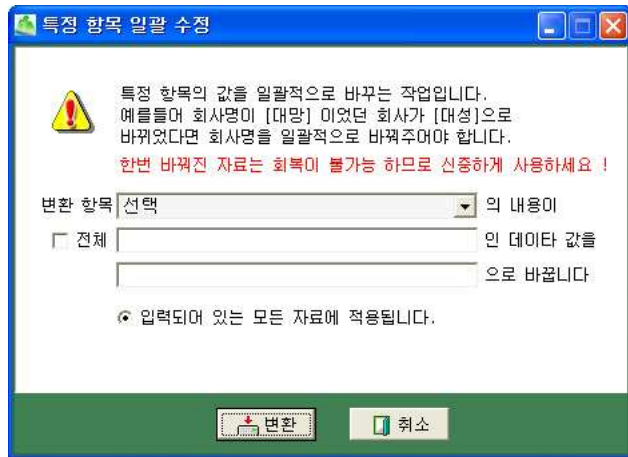 특정 항목 일괄 수정
특정 항목의 값을 일괄적으로 바꾸는 작업입니다.
예를들어 회사명이 [대망] 이었던 회사가 [대성]으로
바뀌었다면 회사명을 일괄적으로 바꿔주어야 합니다.
한번 바꿔진 자료는 회복이 불가능 하므로 신중하게 사용하세요 !
변환 항목 선택 의 내용이
전체 인 데이타 값을
으로 바꿉니다
입력되어 있는 모든 자료에 적용됩니다.
변환 취소